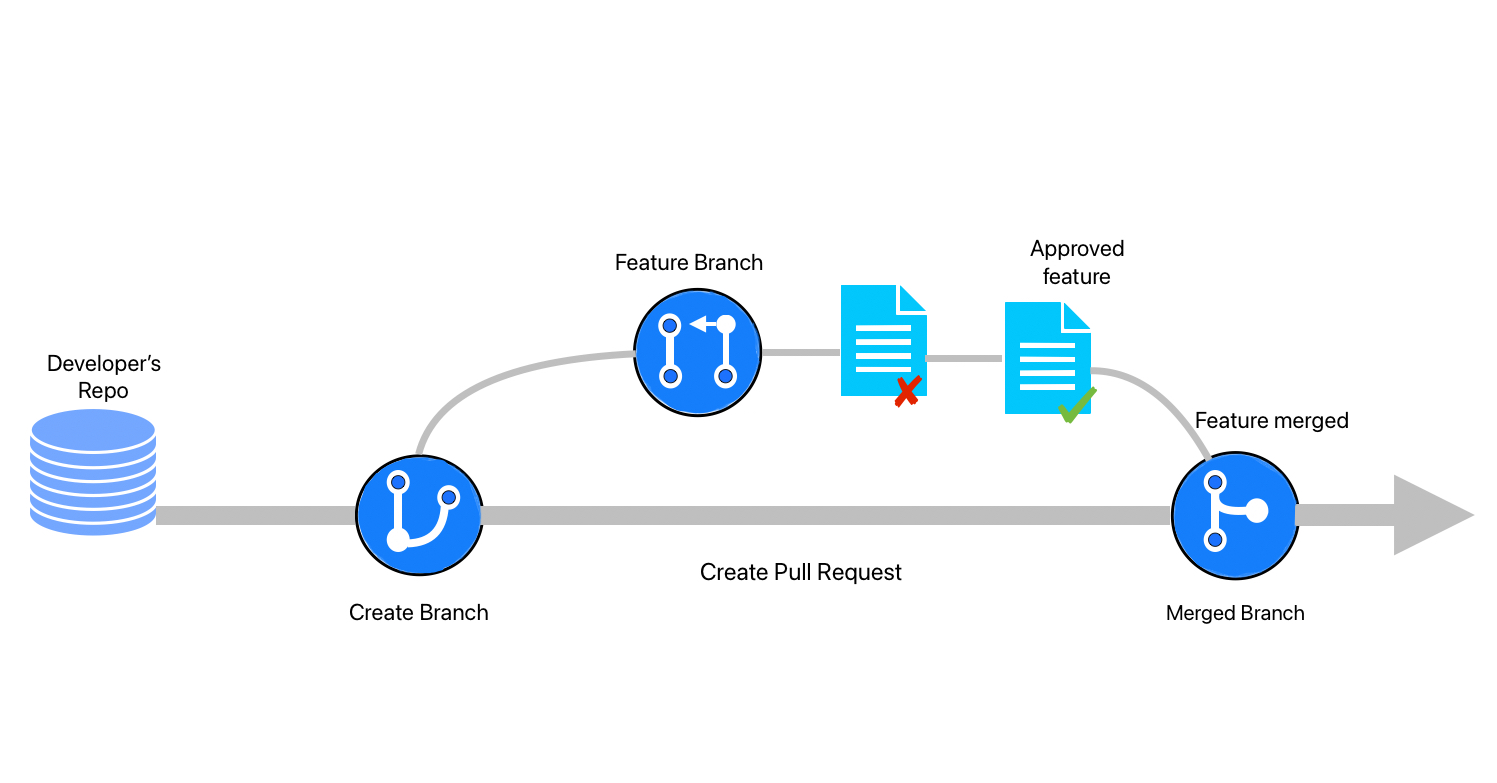 Approved
feature
Feature Branch
Developer’s
Repo
Feature merged
Create Pull Request
Create Branch
Merged Branch